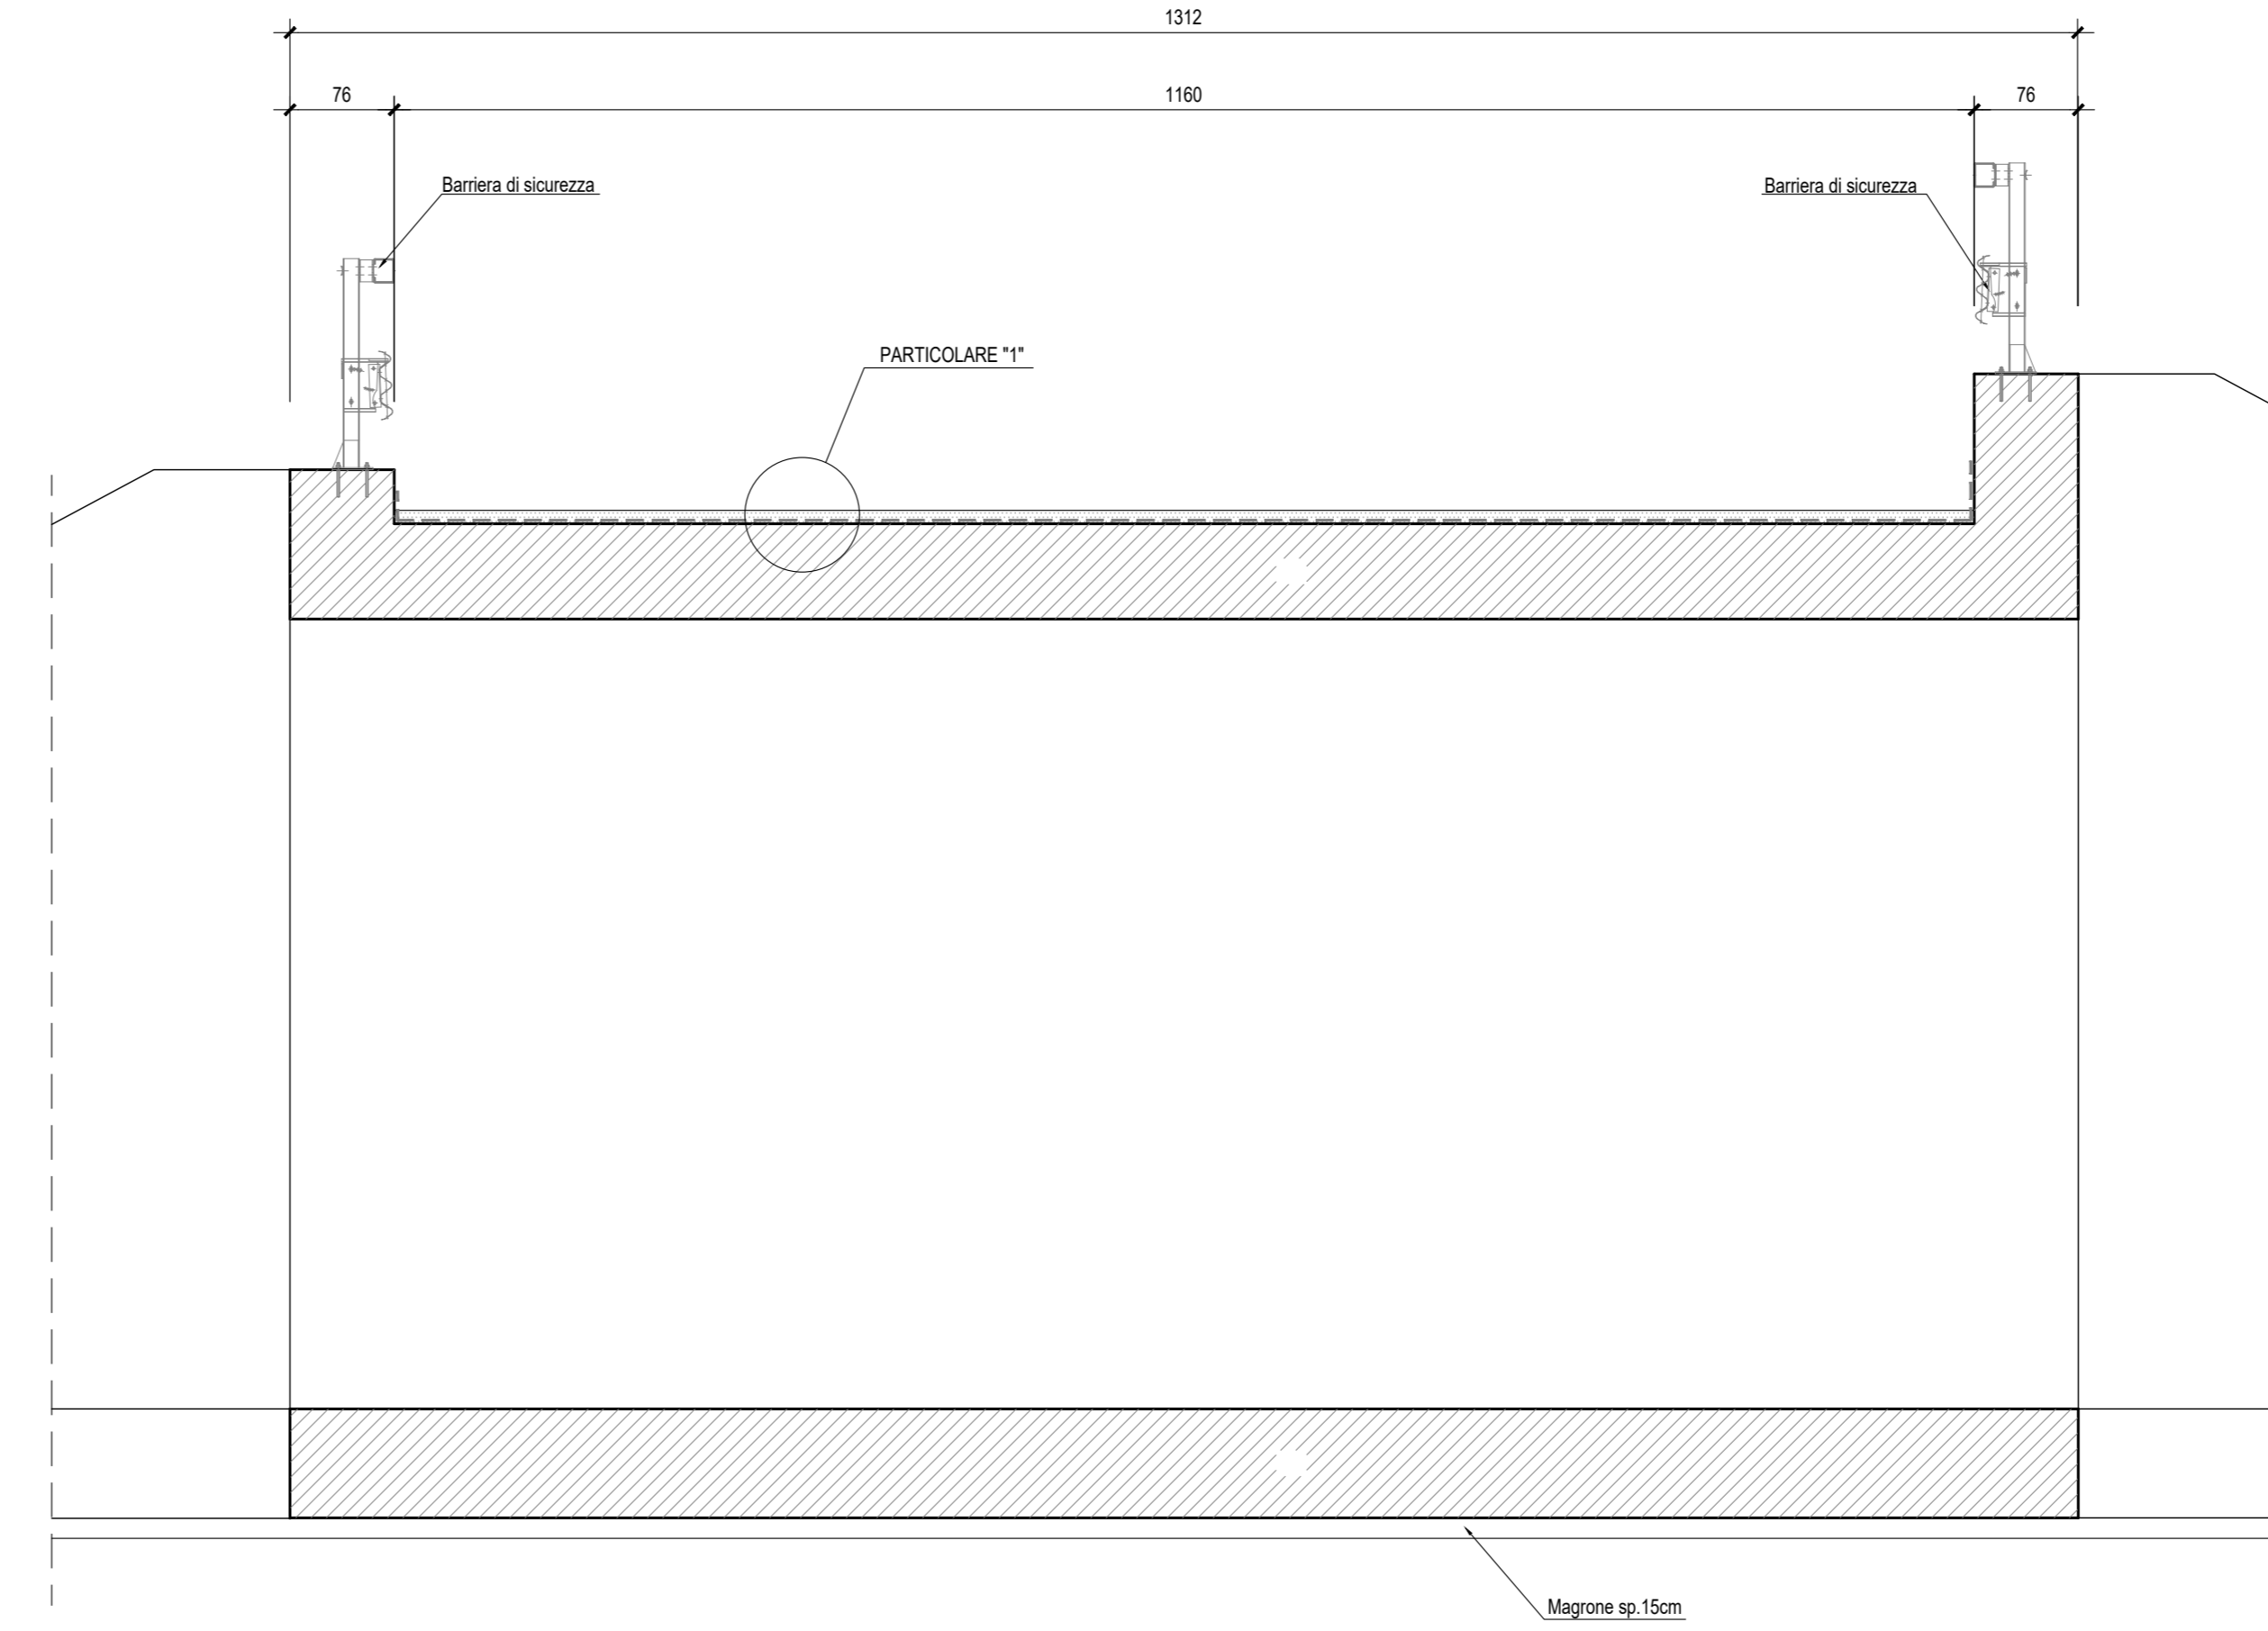 1312
76
1160
76
Barriera di sicurezza
Barriera di sicurezza
PARTICOLARE "1"
Magrone sp.15cm